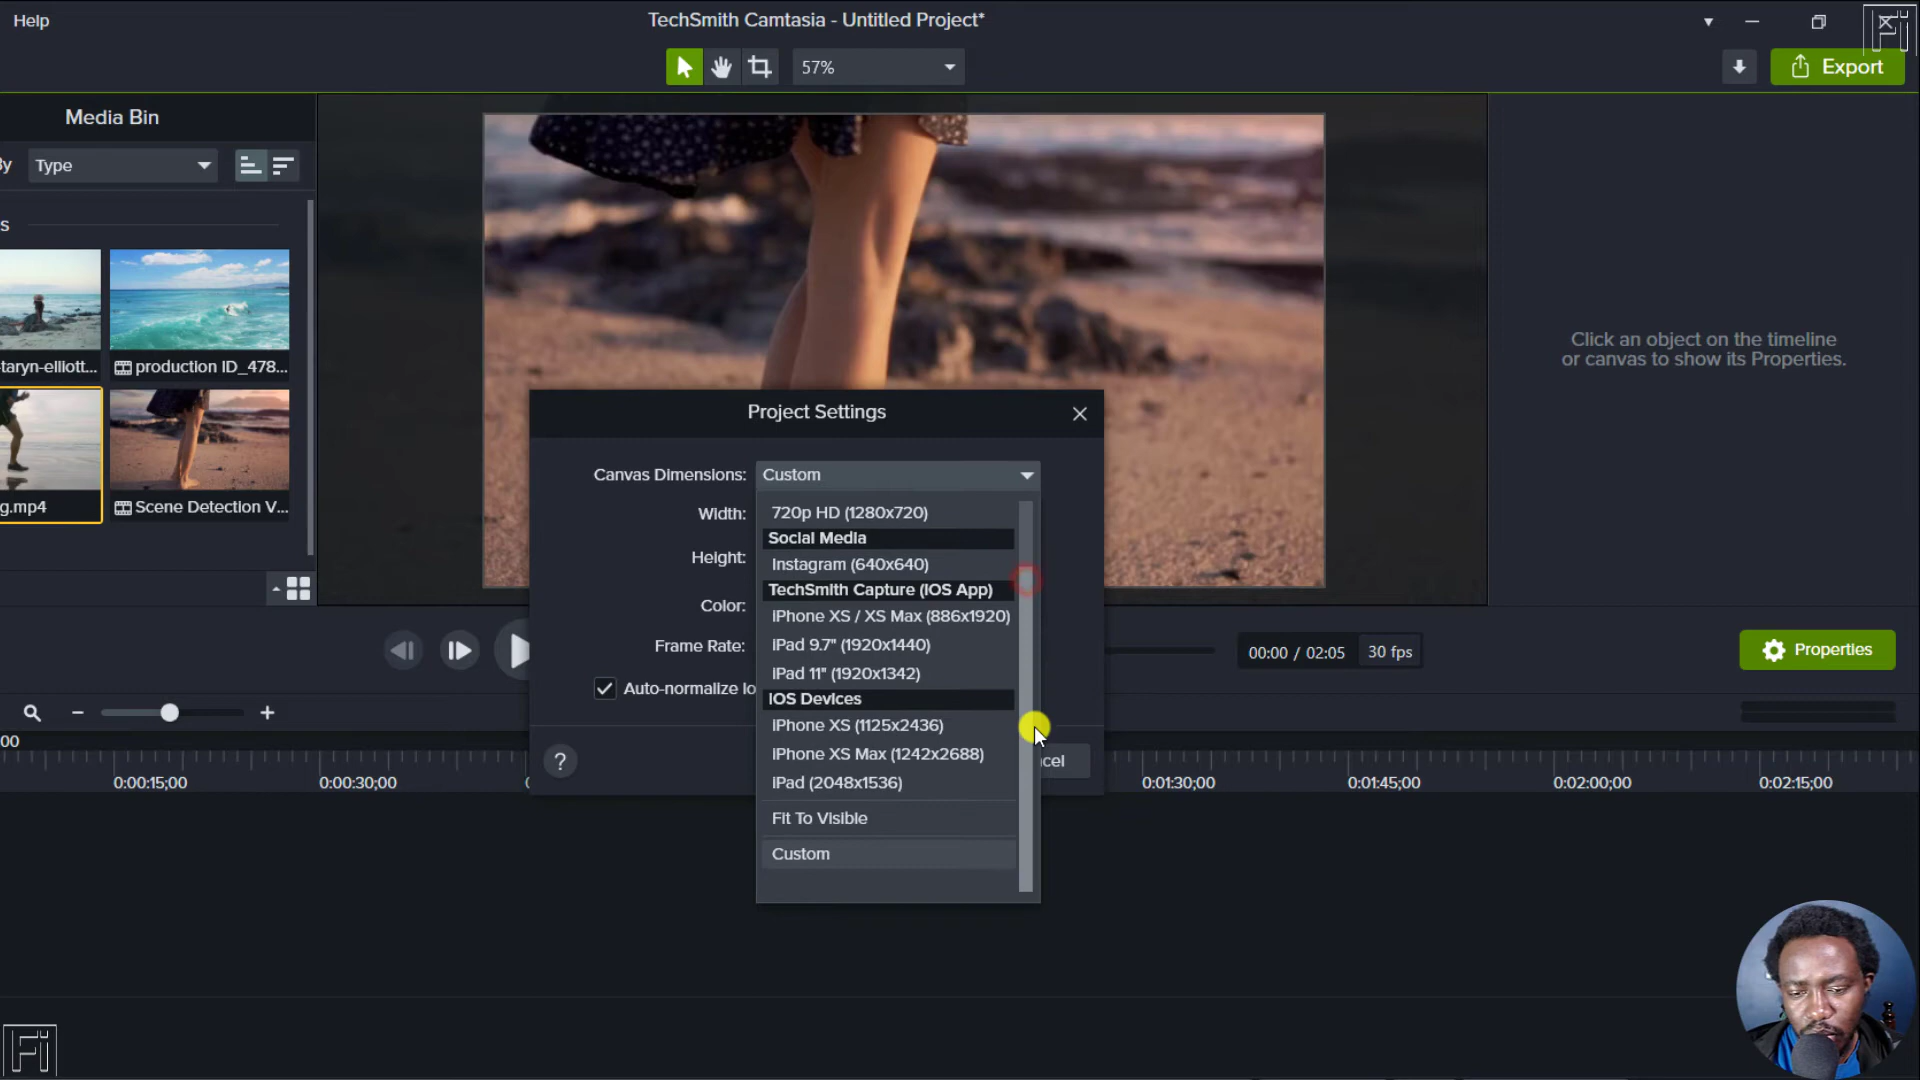 Help
TechSmith Camtasia - Untitled Project*
57%
Export
Media Bin
By
Type
s
-taryn-elliott...
production ID_478...
g.mp4
Scene Detection V...
Click an object on the timeline
or canvas to show its Properties.
Project Settings
Canvas Dimensions:
Custom
Width:
Height:
Color:
Frame Rate:
Auto-normalize lo
720p HD (1280x720)
Social Media
Instagram (640x640)
TechSmith Capture (iOS App)
iPhone XS / XS Max (886x1920)
iPad 9.7" (1920x1440)
iPad 11" (1920x1342)
iOS Devices
iPhone XS (1125x2436)
iPhone XS Max (1242x2688)
iPad (2048x1536)
Fit To Visible
Custom
?
cel
00:00 / 02:05
30 fps
Properties
00
0:00:15;00
0:00:30;00
0
0:01:30;00
0:01:45;00
0:02:00;00
0:02:15;00
Fi
Fi